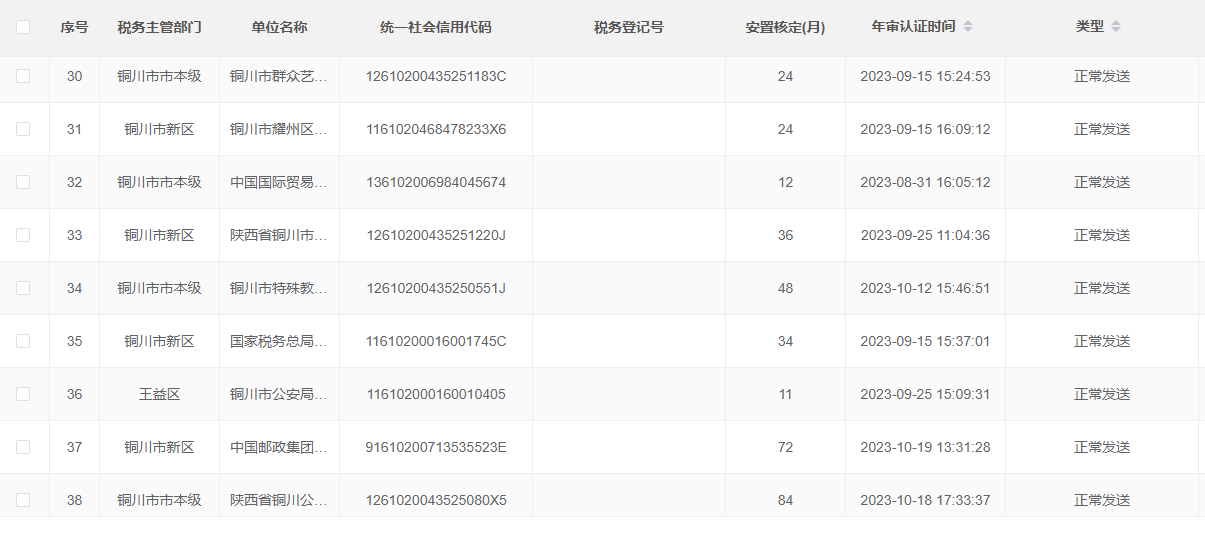 序号 税务主管部门 单位名称 统一社会信用代码 税务登记号 安置核定(月) 年审认证时间 类型
30 铜川市市本级 铜川市群众艺... 12610200435251183C 24 2023-09-15 15:24:53 正常发送
31 铜川市新区 铜川市耀州区... 1161020468478233X6 24 2023-09-15 16:09:12 正常发送
32 铜川市市本级 中国国际贸易... 136102006984045674 12 2023-08-31 16:05:12 正常发送
33 铜川市新区 陕西省铜川市... 12610200435251220J 36 2023-09-25 11:04:36 正常发送
34 铜川市市本级 铜川市特殊教... 12610200435250551J 48 2023-10-12 15:46:51 正常发送
35 铜川市新区 国家税务总局... 11610200016001745C 34 2023-09-15 15:37:01 正常发送
36 王益区 铜川市公安局... 116102000160010405 11 2023-09-25 15:09:31 正常发送
37 铜川市新区 中国邮政集团... 91610200713535523E 72 2023-10-19 13:31:28 正常发送
38 铜川市市本级 陕西省铜川公... 1261020043525080X5 84 2023-10-18 17:33:37 正常发送